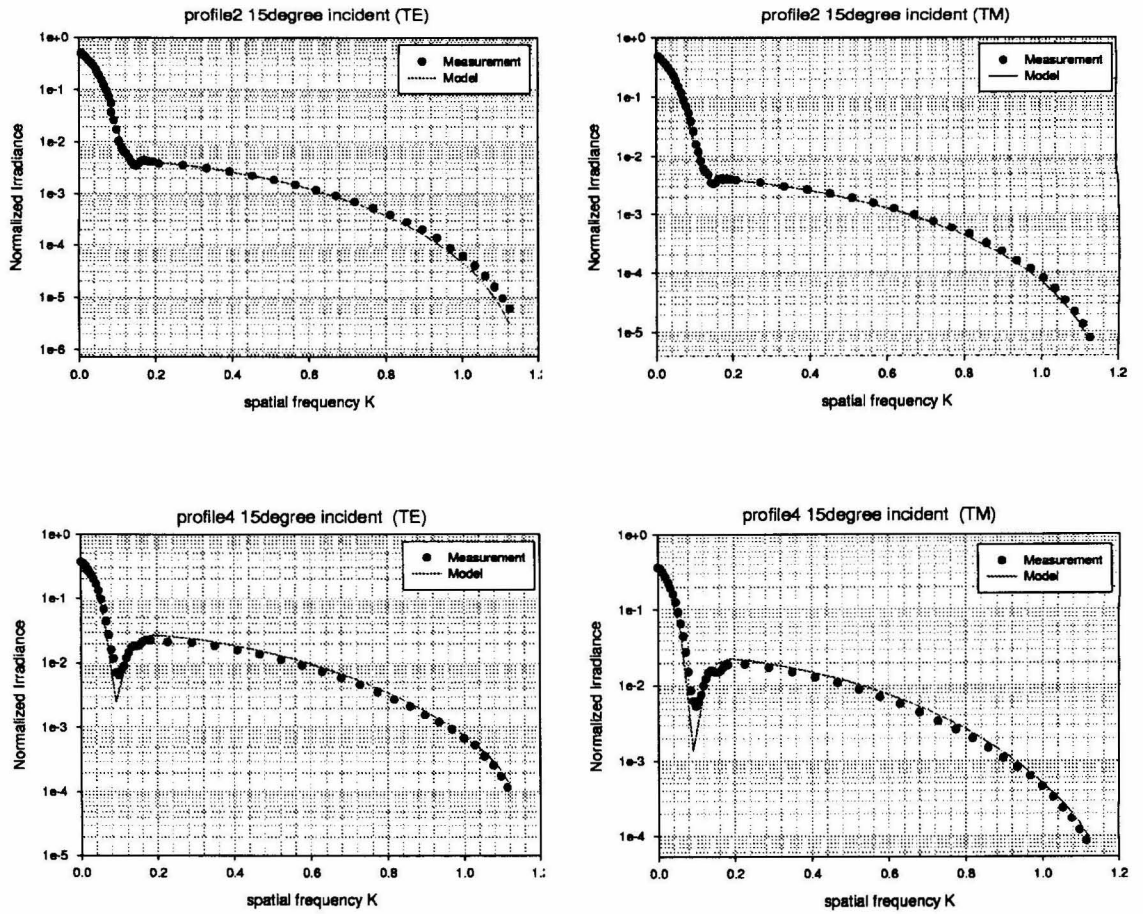 profile2 15degree incident (TE)
1e+0
1e-1
1e-2
1e-3
1e-4
1e-5
1e-6
Normalized Irradiance
Measurement
Model
0.0 0.2 0.4 0.6 0.8 1.0 1.:
spatial frequency K
profile2 15degree incident (TM)
1e+0
1e-1
1e-2
1e-3
1e-4
1e-5
Normalized Irradiance
Measurement
Model
0.0 0.2 0.4 0.6 0.8 1.0 1.2
spatial frequency K
profile4 15degree incident (TE)
1e+0
1e-1
1e-2
1e-3
1e-4
1e-5
Normalized Irradiance
Measurement
Model
0.0 0.2 0.4 0.6 0.8 1.0 1.:
spatial frequency K
profile4 15degree incident (TM)
1e+0
1e-1
1e-2
1e-3
1e-4
Normalized Irradiance
Measurement
Model
0.0 0.2 0.4 0.6 0.8 1.0 1.2
spatial frequency K